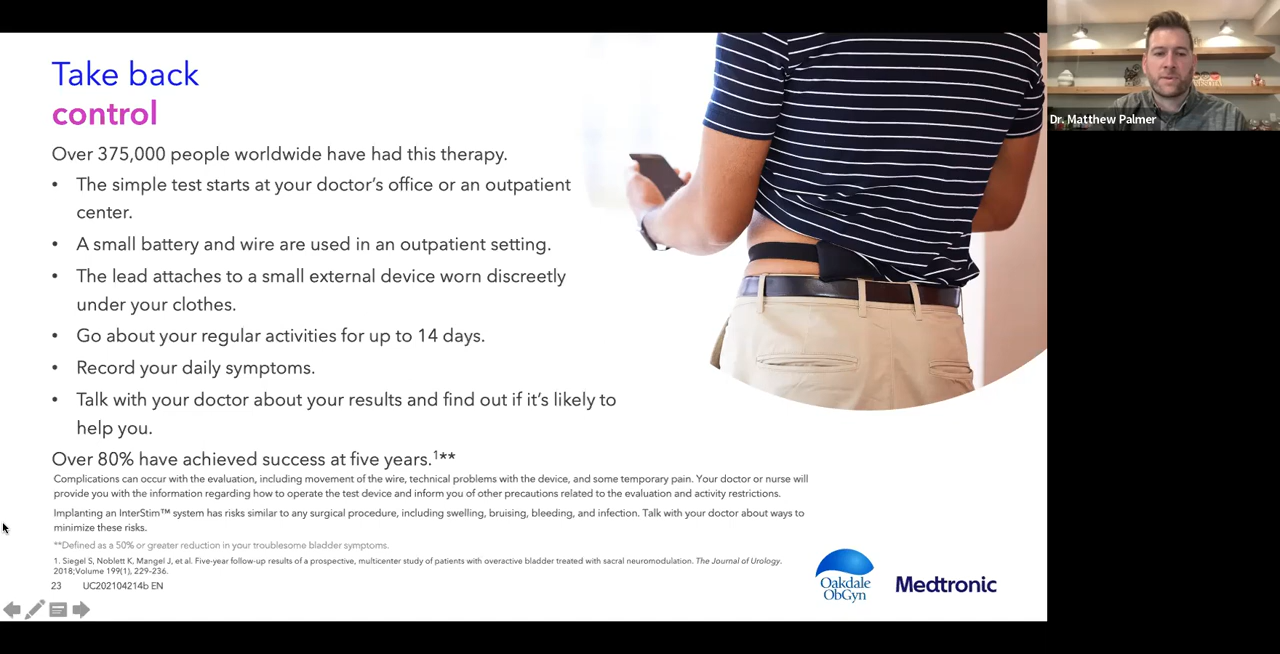 Take back
control
Over 375,000 people worldwide have had this therapy.
• The simple test starts at your doctor's office or an outpatient
center.
• A small battery and wire are used in an outpatient setting.
• The lead attaches to a small external device worn discreetly
under your clothes.
• Go about your regular activities for up to 14 days.
• Record your daily symptoms.
• Talk with your doctor about your results and find out if it's likely to
help you.
Over 80% have achieved success at five years.1**
Complications can occur with the evaluation, including movement of the wire, technical problems with the device, and some temporary pain. Your doctor or nurse will
provide you with the information regarding how to operate the test device and inform you of other precautions related to the evaluation and activity restrictions.
Implanting an InterStim™ system has risks similar to any surgical procedure, including swelling, bruising, bleeding, and infection. Talk with your doctor about ways to
minimize these risks.
**Defined as a 50% or greater reduction in your troublesome bladder symptoms.
1. Siegel S, Noblett K, Mangel J, et al. Five-year follow-up results of a prospective, multicenter study of patients with overactive bladder treated with sacral neuromodulation. The Journal of Urology.
2018;Volume 199(1), 229-236.
23 UC202104214b EN
Oakdale
ObGyn
Medtronic
Dr. Matthew Palmer